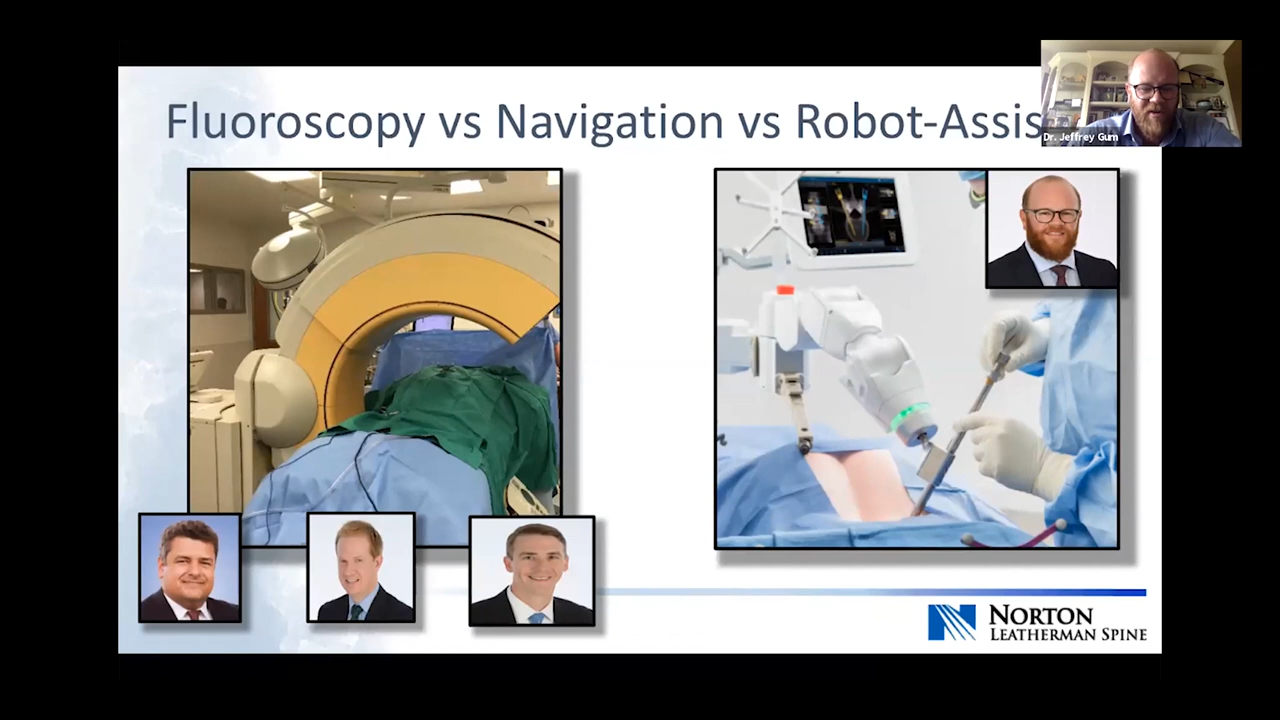 Fluoroscopy vs Navigation vs Robot-Assis
Dr. Jeffrey Gum
NORTON
LEATHERMAN SPINE